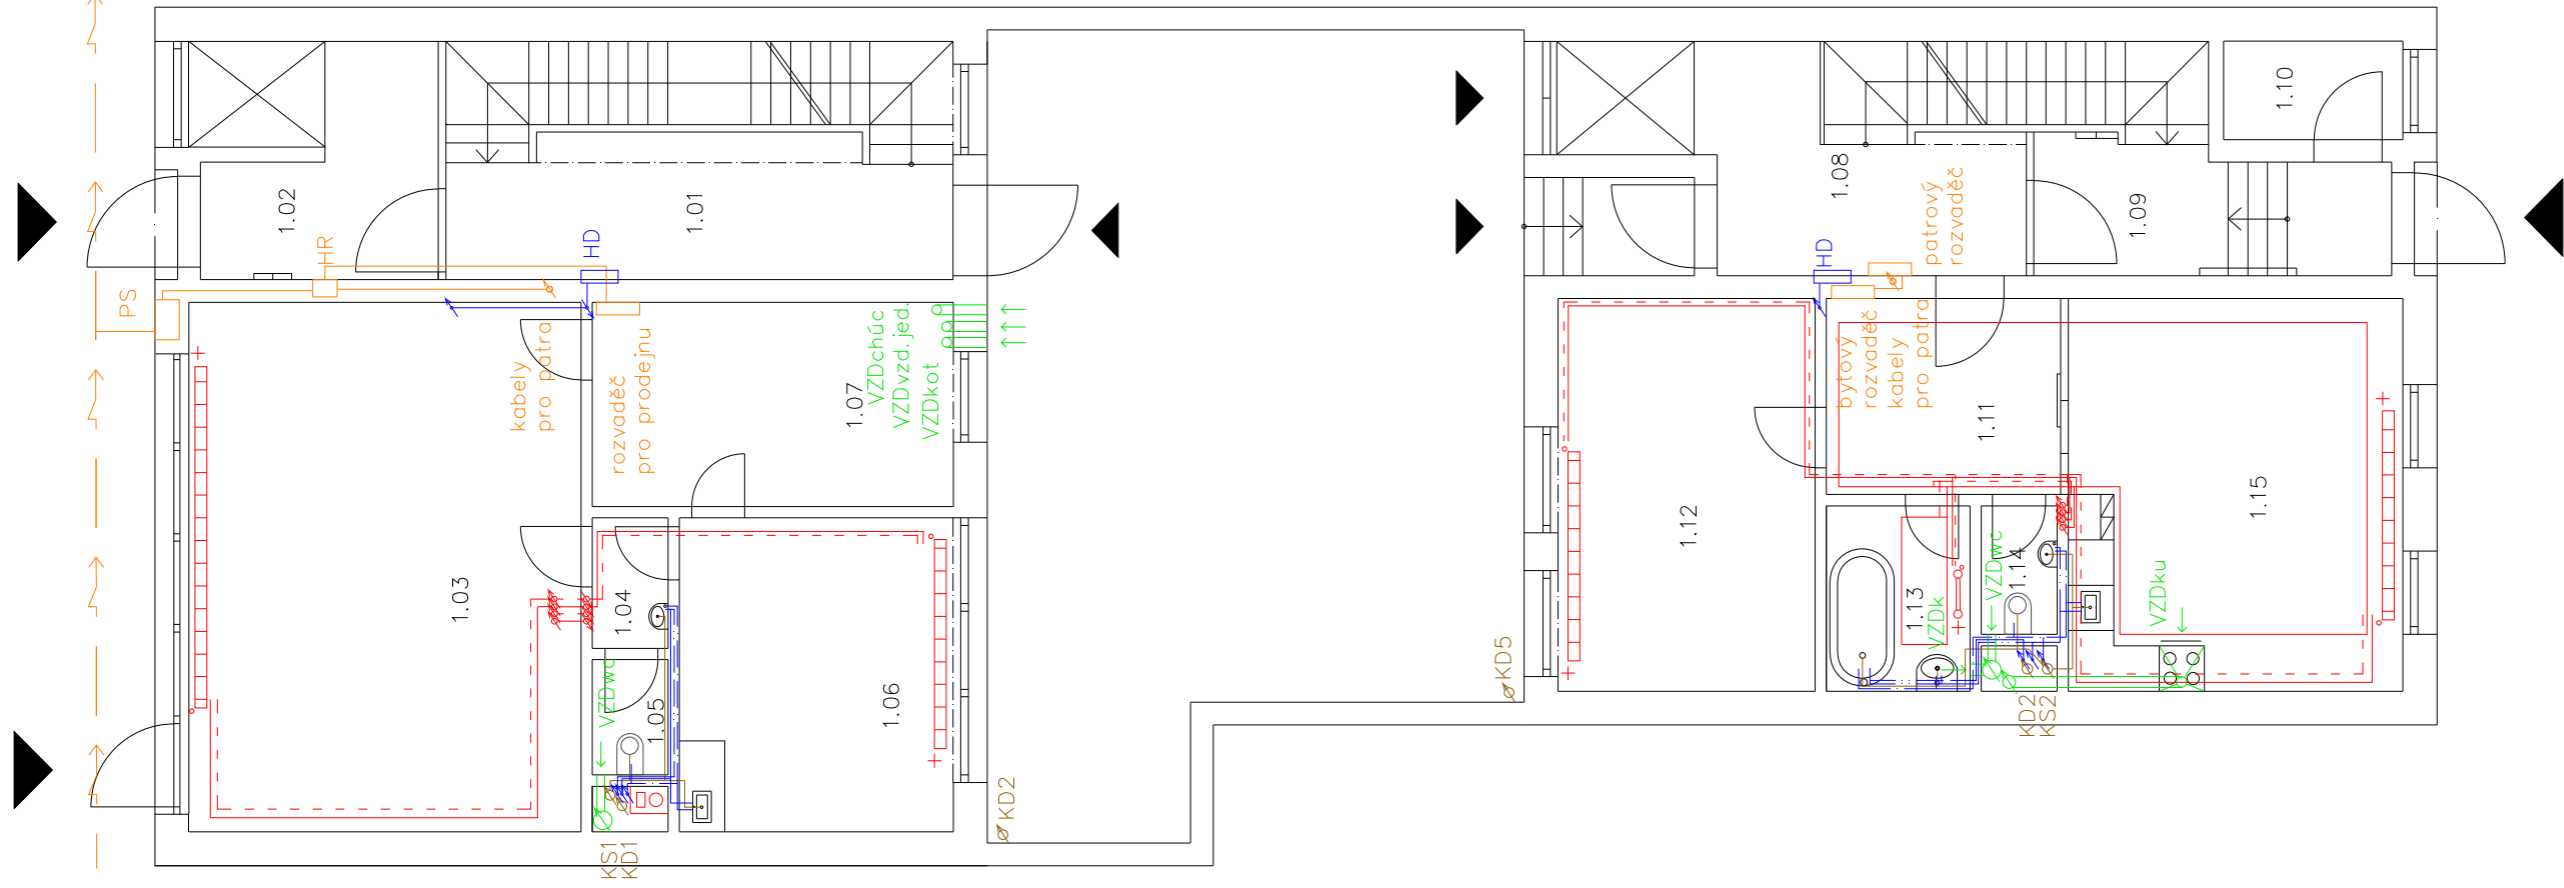 PS
1.02
HR
HD
1.01
kabely
pro patra
rozvaděč
pro prodejnu
1.07
VZDchúc
VZDvzd.jed.
VZDkot
1.03
1.04
1.05
VZDwc
1.06
KS1
KD1
KD2
KD5
1.08
patrový
rozvaděč
HD
1.09
1.10
bytový
rozvaděč
kabely
pro patra
1.11
1.12
1.13
VZDk
VZDwc
1.14
VZDku
1.15
KD2
KS2